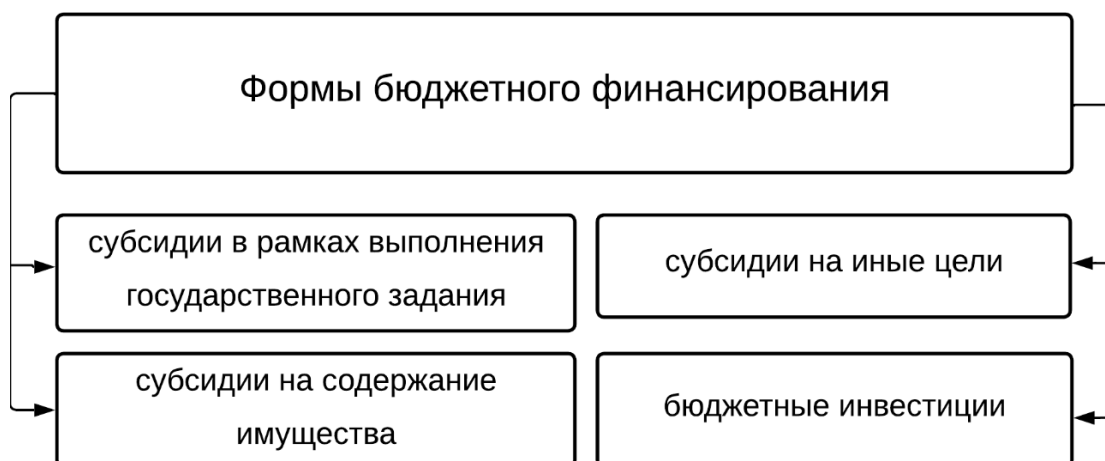 Формы бюджетного финансирования
субсидии в рамках выполнения
государственного задания
субсидии на иные цели
субсидии на содержание
имущества
бюджетные инвестиции